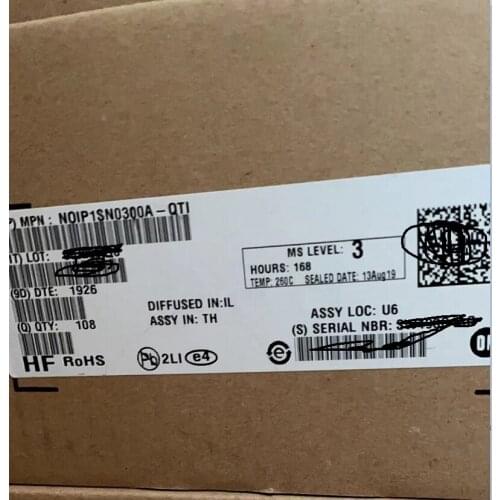 MPN: NOIP1SN0300A-QTI
LOT:
(9D) DTE: 1926
(Q) QTY: 108
HF RoHS
DIFFUSED IN:IL
ASSY IN: TH
Pb 2LI e4
MS LEVEL: 3
HOURS: 168
TEMP: 260C SEALED DATE: 13Aug19
ASSY LOC: U6
(S) SERIAL NBR:
e